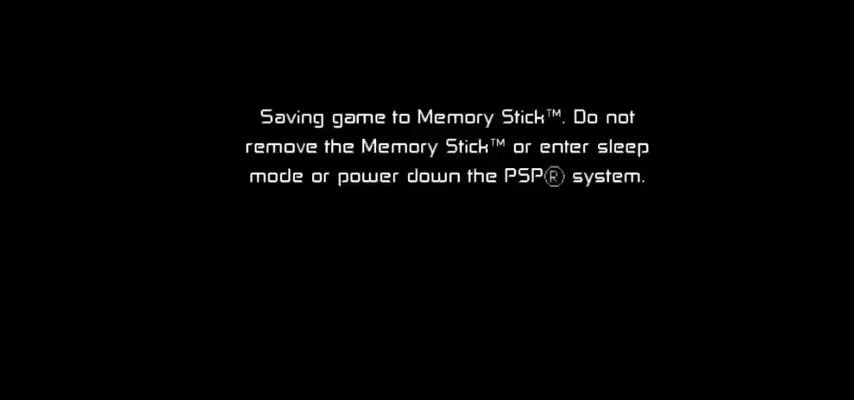 Saving game to Memory Stick™. Do not
remove the Memory Stick™ or enter sleep
mode or power down the PSP® system.